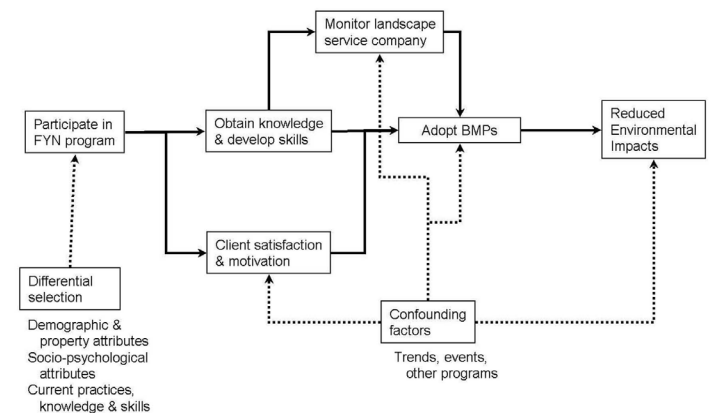 Monitor landscape
service company
Participate in
FYN program
Obtain knowledge
& develop skills
Adopt BMPs
Reduced
Environmental
Impacts
Client satisfaction
& motivation
Differential
selection
Demographic &
property attributes
Socio-psychological
attributes
Current practices,
knowledge & skills
Confounding
factors
Trends, events,
other programs